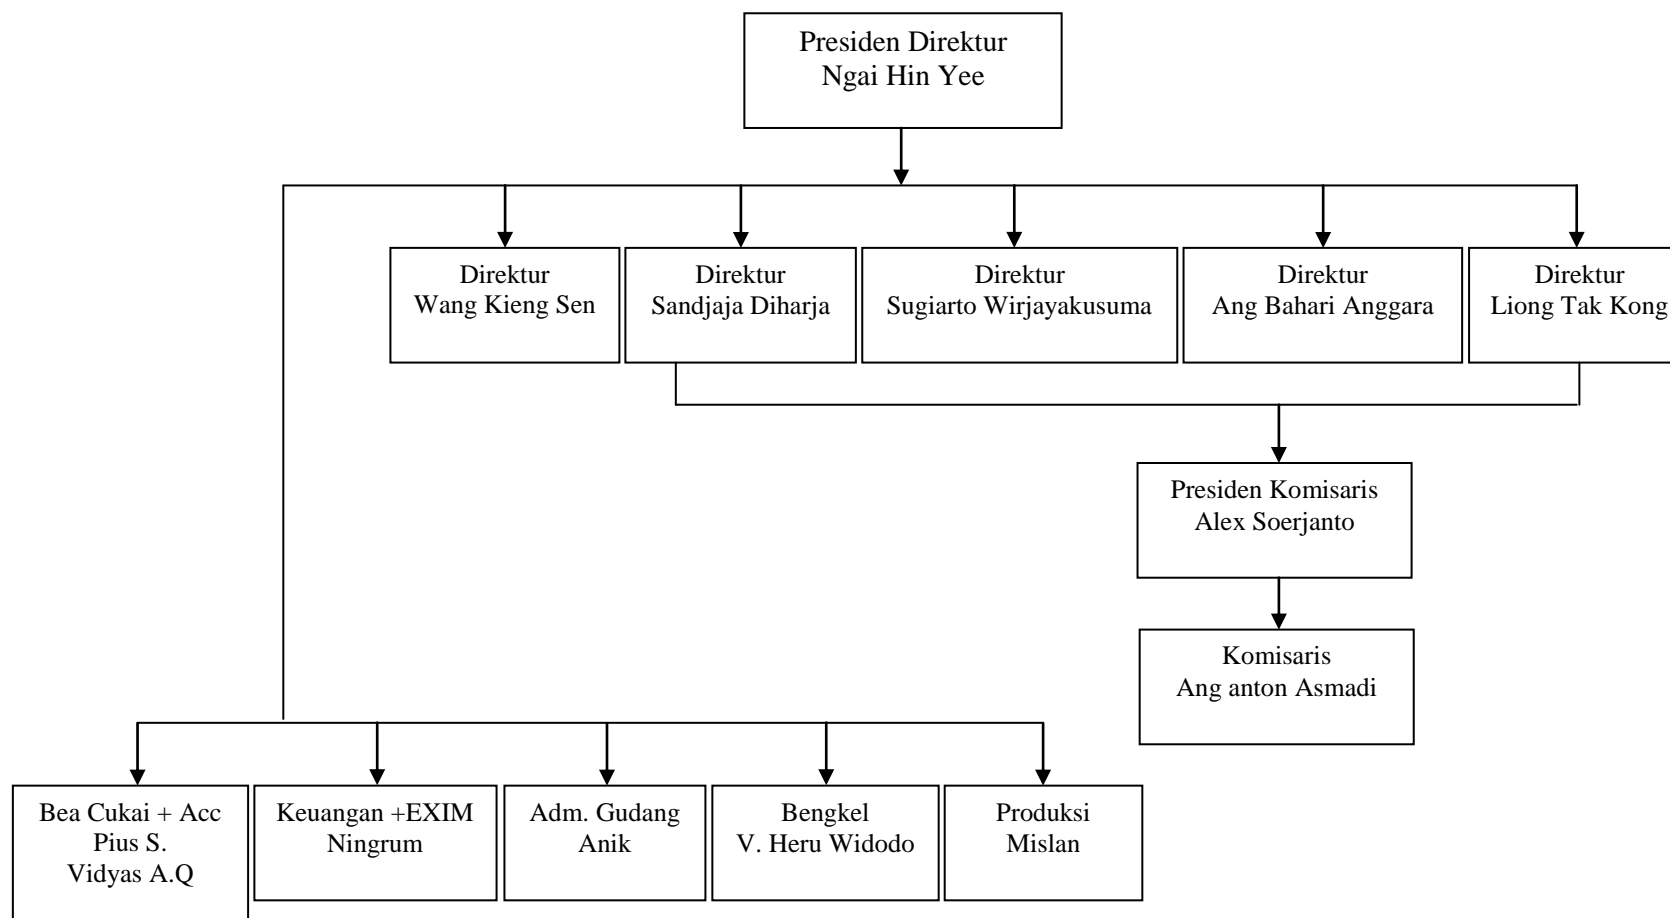 Presiden Direktur
Ngai Hin Yee
Direktur
Wang Kieng Sen
Direktur
Sandjaja Diharja
Direktur
Sugiarto Wirjayakusuma
Direktur
Ang Bahari Anggara
Direktur
Liong Tak Kong
Presiden Komisaris
Alex Soerjanto
Komisaris
Ang anton Asmadi
Bea Cukai + Acc
Pius S.
Vidyas A.Q
Keuangan +EXIM
Ningrum
Adm. Gudang
Anik
Bengkel
V. Heru Widodo
Produksi
Mislan